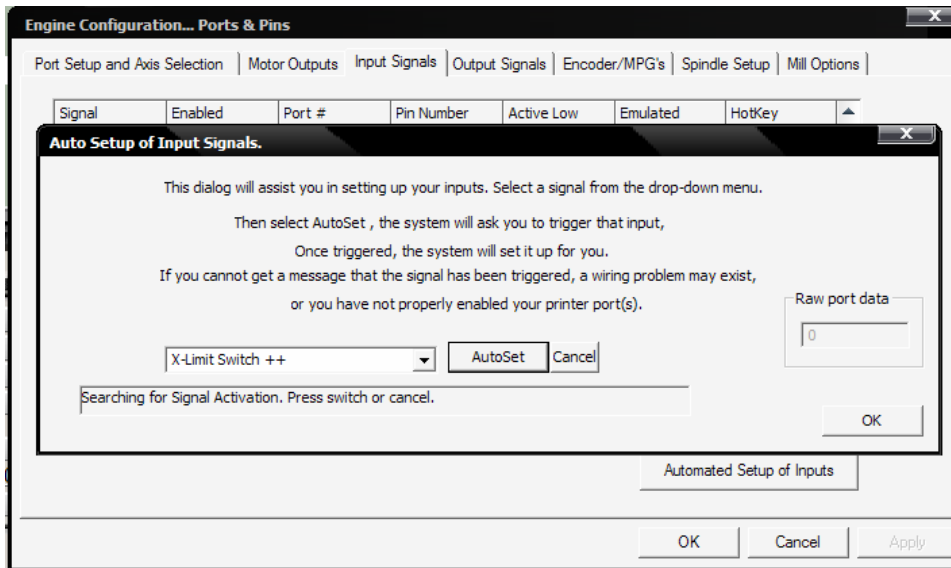 Engine Configuration... Ports & Pins
X
Port Setup and Axis Selection Motor Outputs Input Signals Output Signals Encoder/MPG's Spindle Setup Mill Options
Signal Enabled Port # Pin Number Active Low Emulated HotKey
Auto Setup of Input Signals.
X
This dialog will assist you in setting up your inputs. Select a signal from the drop-down menu.
Then select AutoSet , the system will ask you to trigger that input,
Once triggered, the system will set it up for you.
If you cannot get a message that the signal has been triggered, a wiring problem may exist,
or you have not properly enabled your printer port(s).
Raw port data
0
X-Limit Switch ++ AutoSet Cancel
Searching for Signal Activation. Press switch or cancel.
OK
Automated Setup of Inputs
OK Cancel Apply